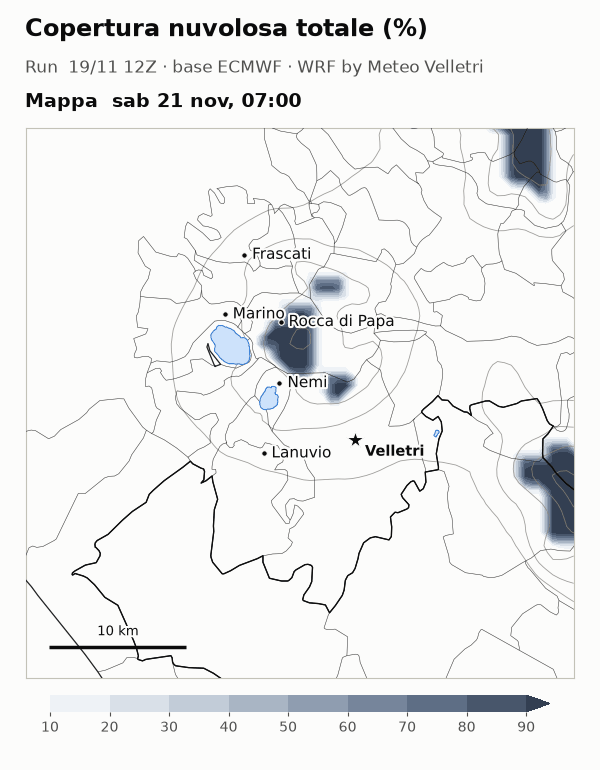 Copertura nuvolosa totale (%)
Run  19/11 12Z · base ECMWF · WRF by Meteo Velletri
Mappa  sab 21 nov, 07:00
Frascati
Marino
Rocca di Papa
Nemi
Velletri
Lanuvio
10 km
10 20 30 40 50 60 70 80 90